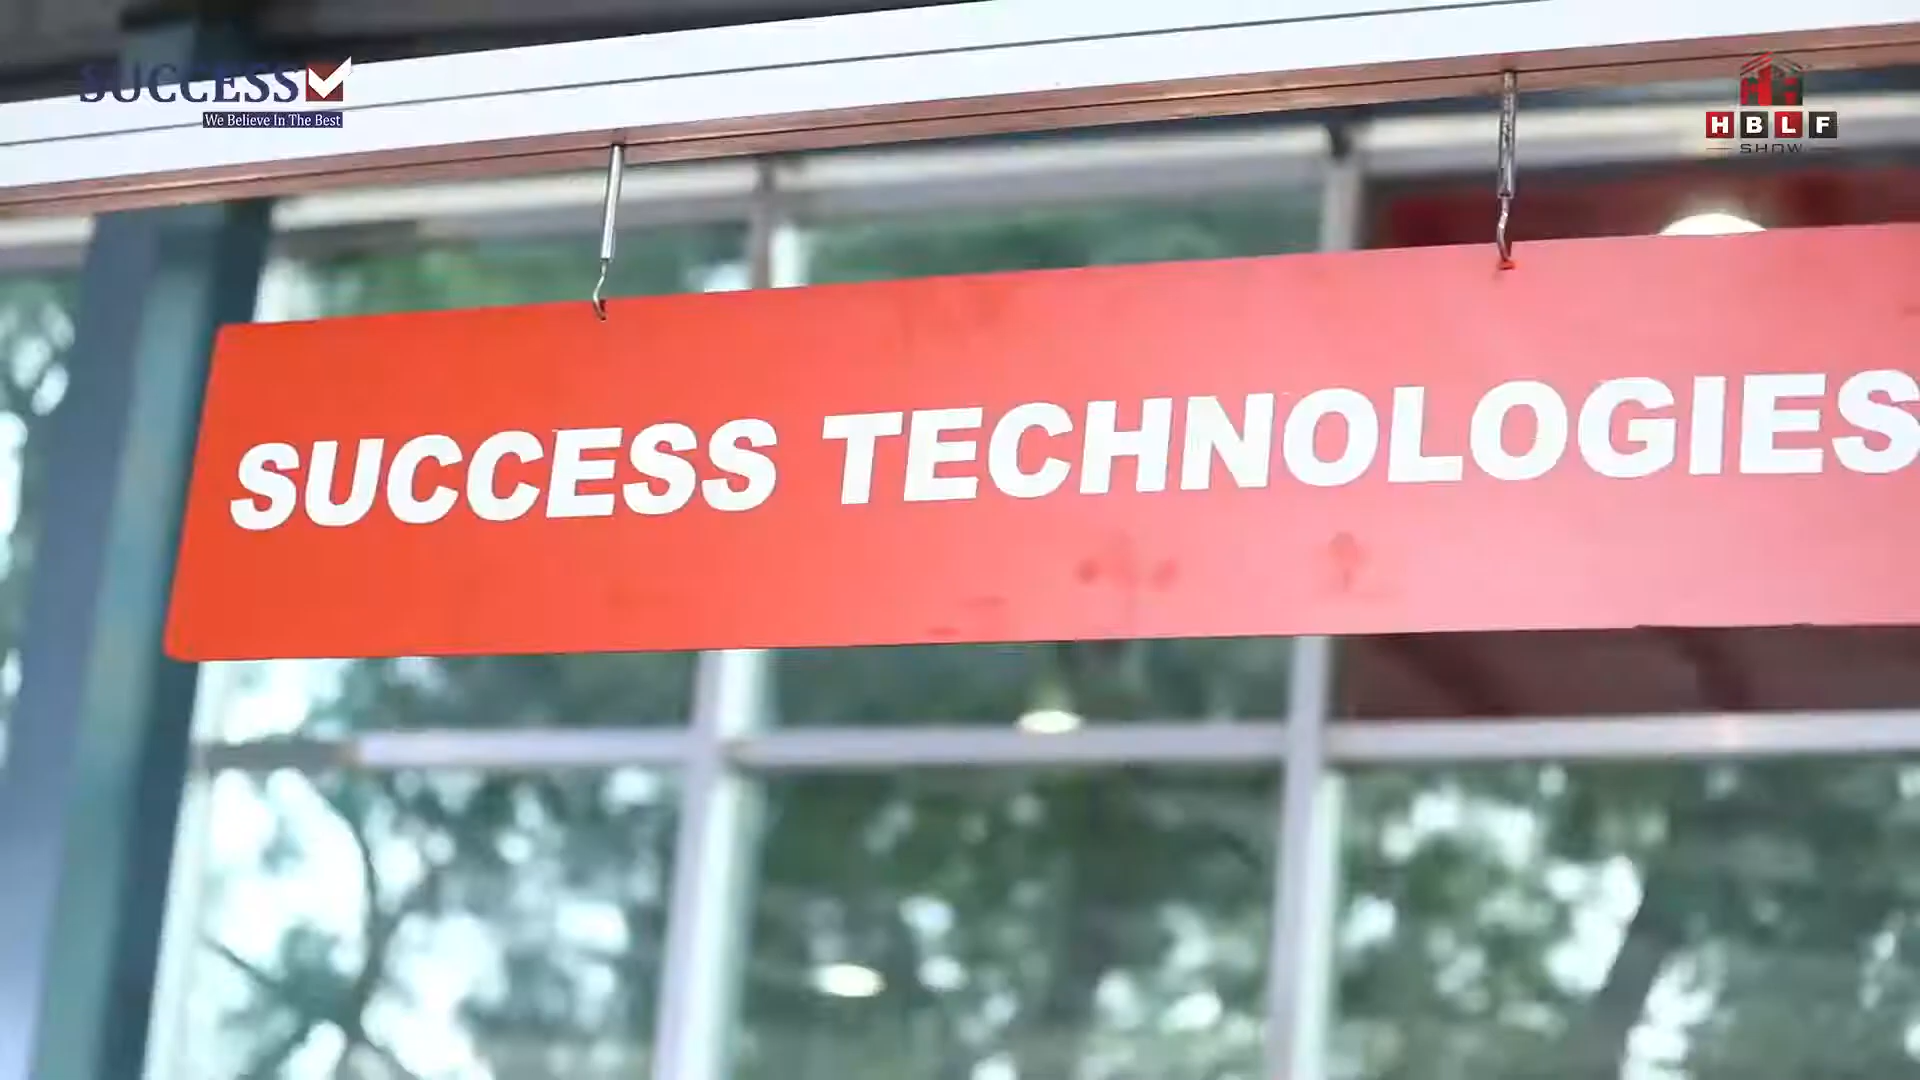 SUCCESS
We Believe In The Best
HBLF
SHOW
SUCCESS TECHNOLOGIES